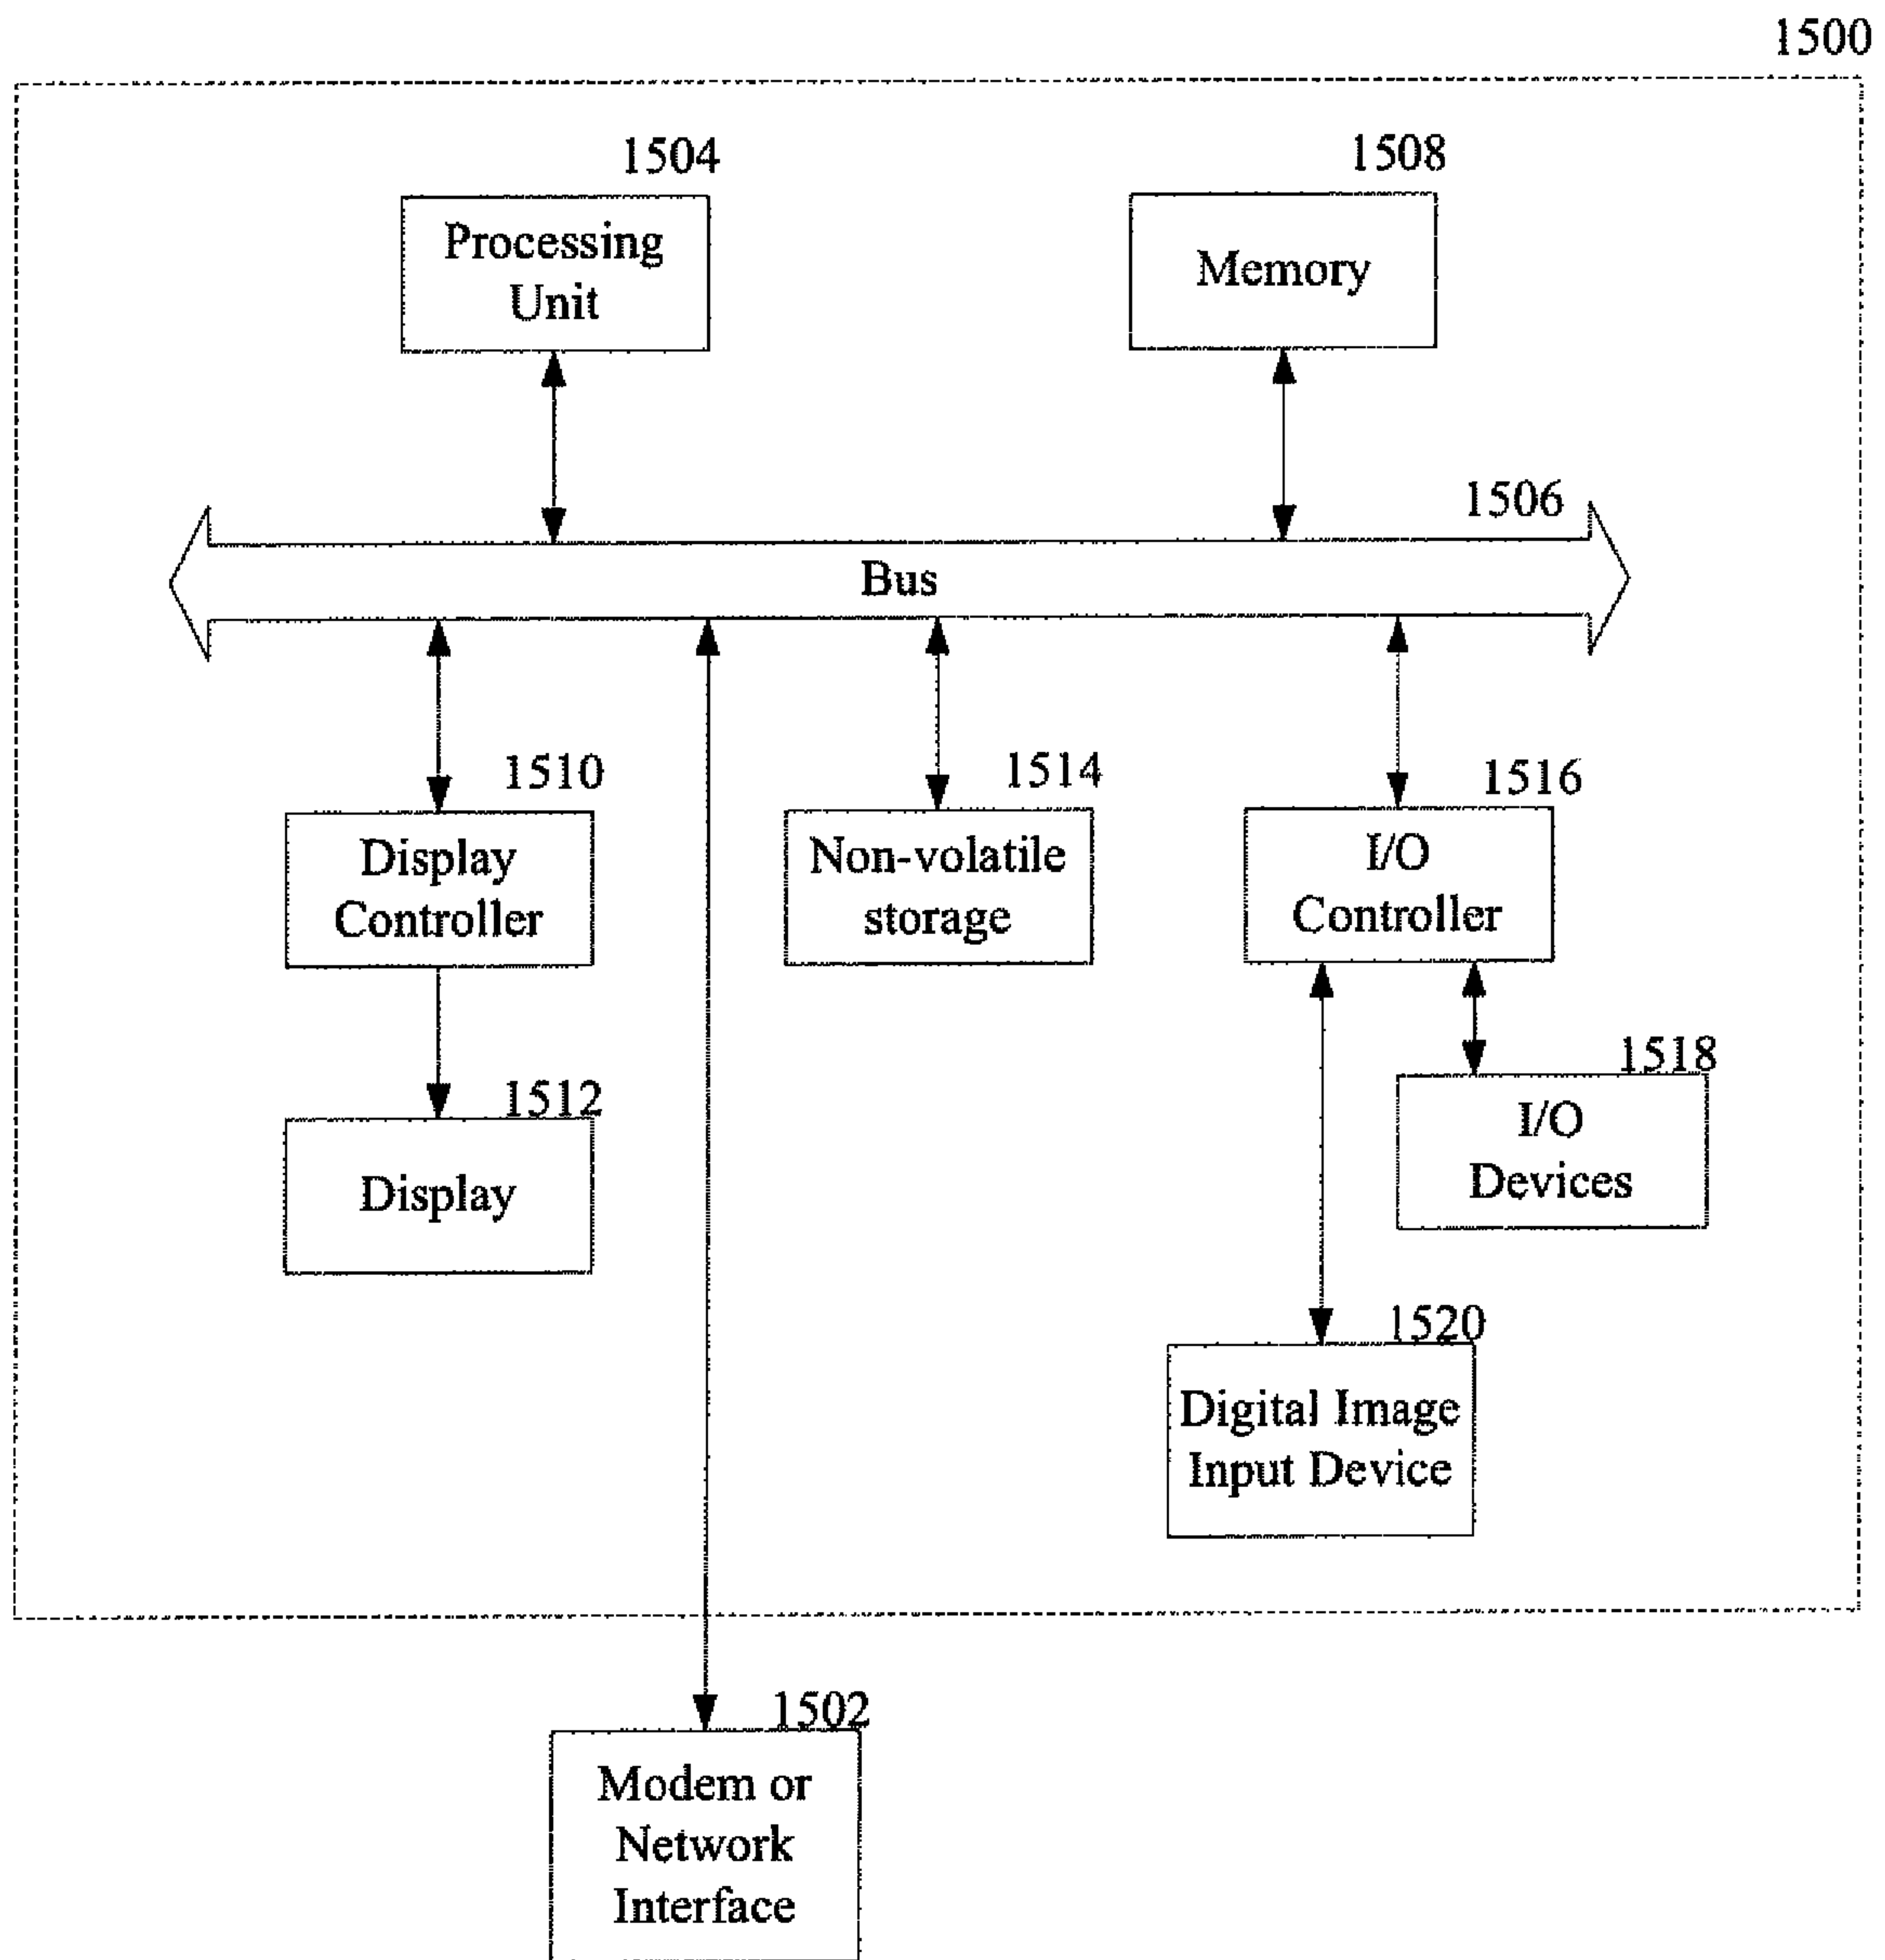 1500
1504
1508
Processing
Unit
Memory
1506
Bus
1510
1514
1516
Display
Controller
Non-volatile
storage
I/O
Controller
1518
1512
I/O
Devices
Display
1520
Digital Image
Input Device
1502
Modem or
Network
Interface